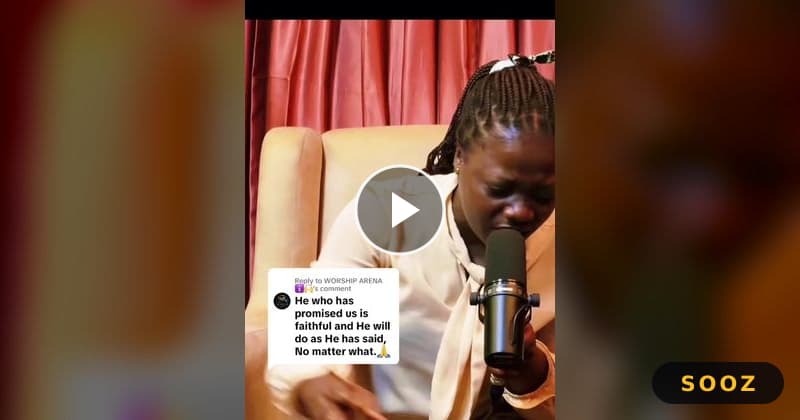 Reply to WORSHIP ARENA
✝️🙌's comment
He who has
promised us is
faithful and He will
do as He has said,
No matter what.🙏
SOOZ